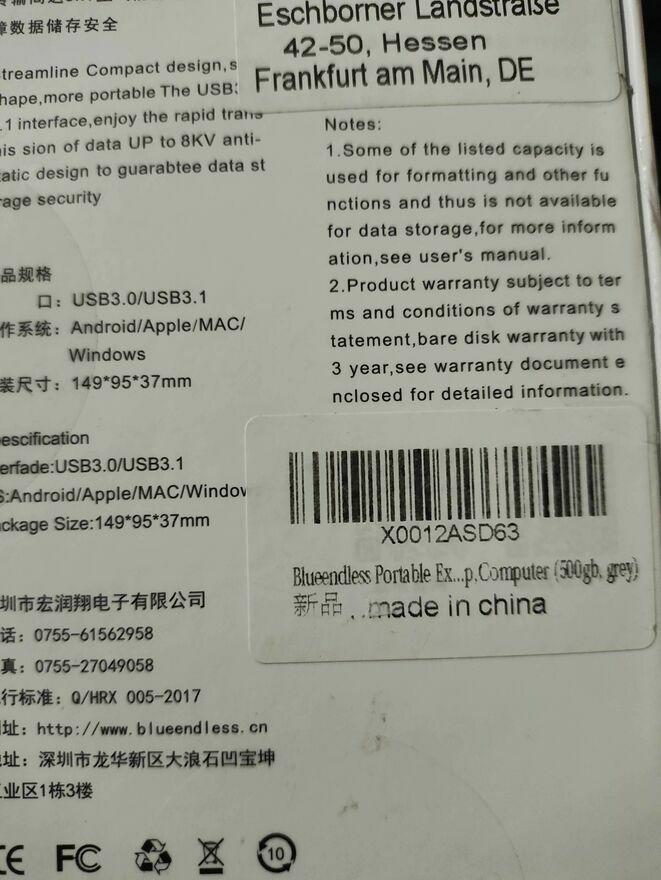 障数据储存安全
treamline Compact design,s
hape,more portable The USB3
.1 interface,enjoy the rapid trans
mis sion of data UP to 8KV anti-
tatic design to guarabtee data st
rage security
品规格
口：USB3.0/USB3.1
作系统：Android/Apple/MAC/
Windows
装尺寸：149*95*37mm
escification
erfade:USB3.0/USB3.1
S:Android/Apple/MAC/Window
ckage Size:149*95*37mm
圳市宏润翔电子有限公司
话：0755-61562958
真：0755-27049058
行标准：Q/HRX 005-2017
址：http://www.blueendless.cn
址：深圳市龙华新区大浪石凹宝坤
业区1栋3楼
CE FC
10
Eschborner Landstraße
42-50, Hessen
Frankfurt am Main, DE
Notes:
1.Some of the listed capacity is
used for formatting and other fu
nctions and thus is not available
for data storage,for more inform
ation,see user's manual.
2.Product warranty subject to ter
ms and conditions of warranty s
tatement,bare disk warranty with
3 year,see warranty document e
nclosed for detailed information.
X0012ASD63
Blueendless Portable Ex...p,Computer (500gb, grey)
新品 , .made in china